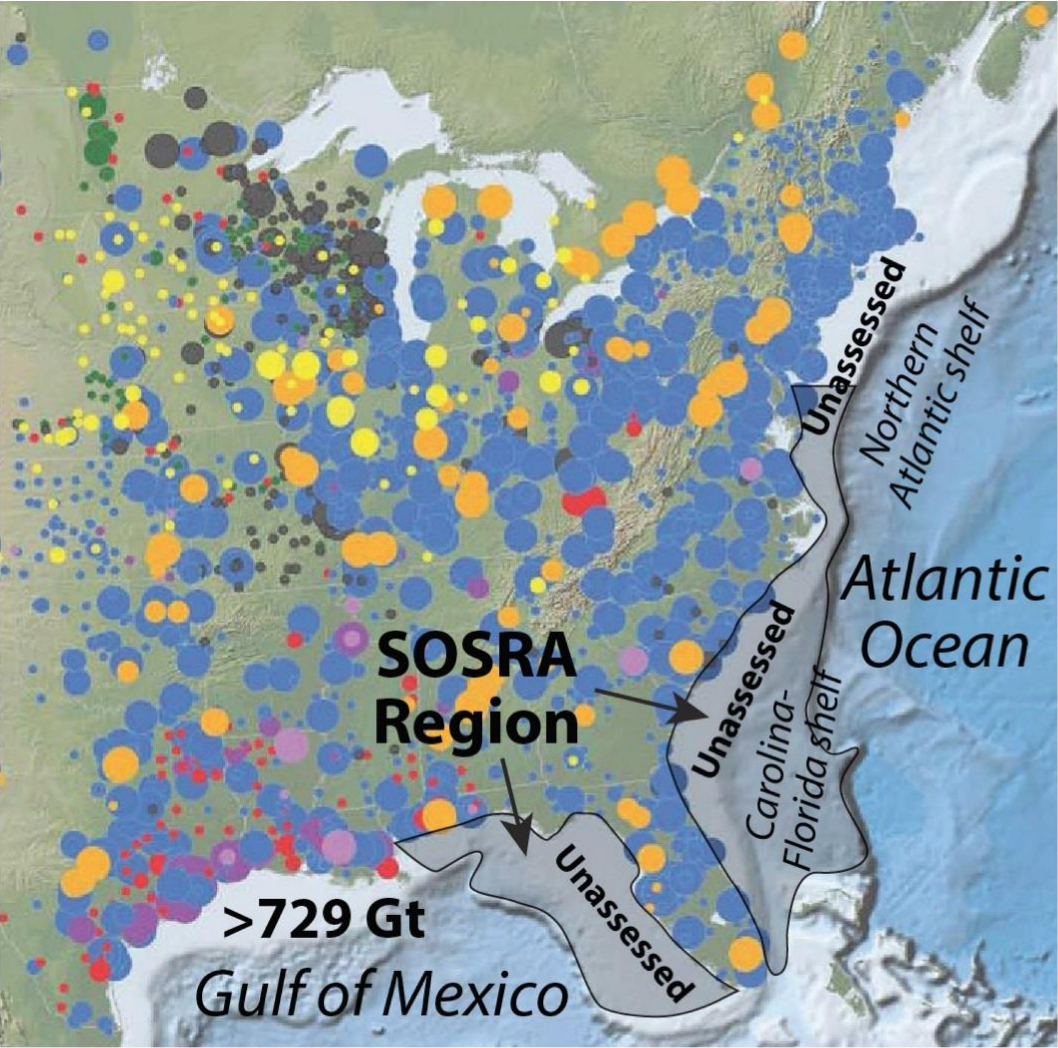 Unassessed
Northern
Atlantic shelf
Atlantic
Ocean
SOSRA
Region
Unassessed
Carolina-
Florida shelf
Unassessed
>729 Gt
Gulf of Mexico